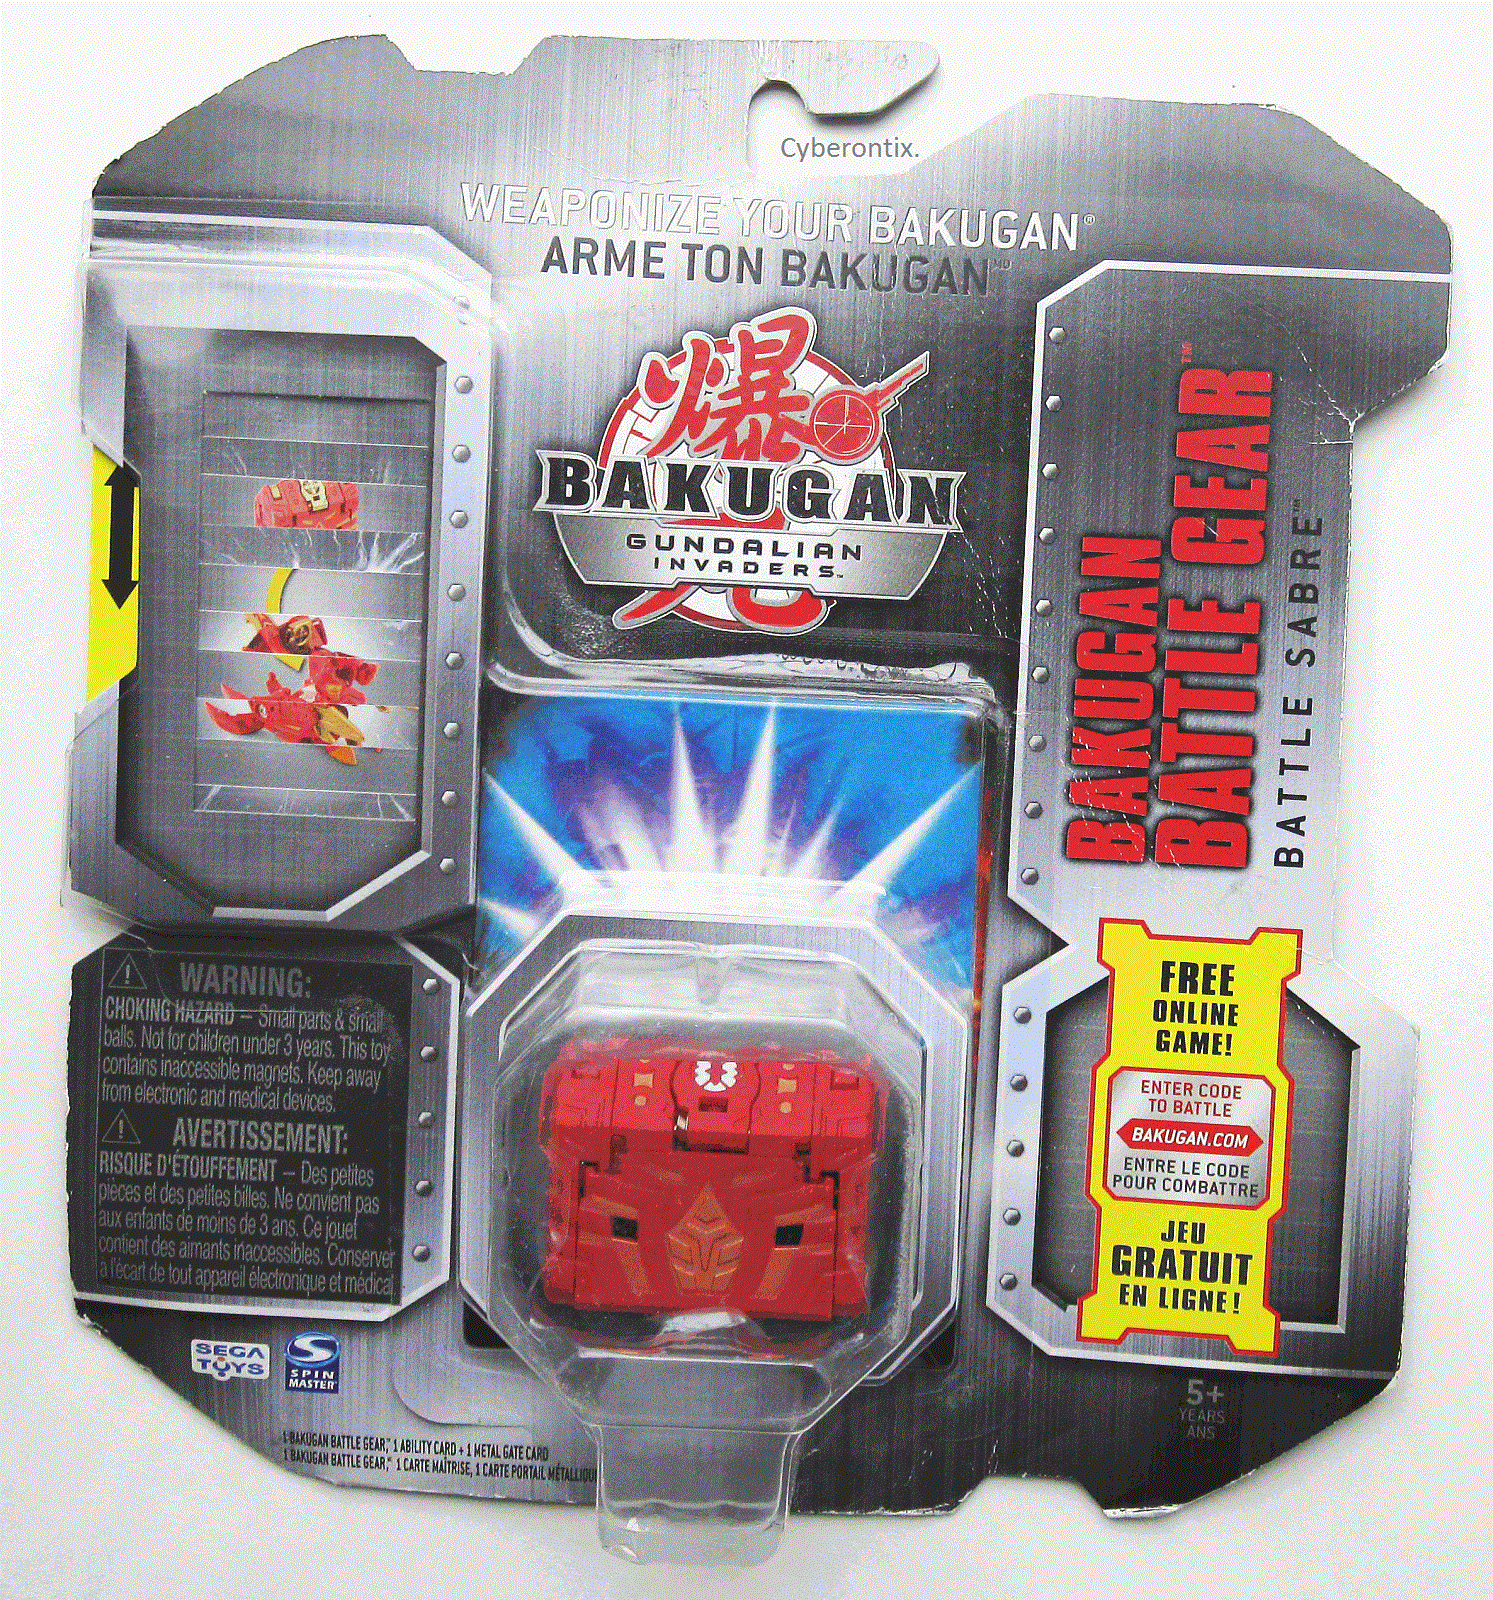 Cyberontix.
WEAPONIZE YOUR BAKUGAN®
ARME TON BAKUGAN MD
爆
BAKUGAN
GUNDALIAN
INVADERS™
BAKUGAN
BATTLE GEAR™
BATTLE SABRE™
WARNING:
CHOKING HAZARD — Small parts & small
balls. Not for children under 3 years. This toy
contains inaccessible magnets. Keep away
from electronic and medical devices.
AVERTISSEMENT:
RISQUE D'ÉTOUFFEMENT — Des petites
pièces et des petites billes. Ne convient pas
aux enfants de moins de 3 ans. Ce jouet
contient des aimants inaccessibles. Conserver
à l'écart de tout appareil électronique et médical
FREE
ONLINE
GAME!
ENTER CODE
TO BATTLE
BAKUGAN.COM
ENTRE LE CODE
POUR COMBATTRE
JEU
GRATUIT
EN LIGNE!
SEGA
TOYS
SPIN
MASTER
5+
YEARS
ANS
1 BAKUGAN BATTLE GEAR,™ 1 ABILITY CARD + 1 METAL GATE CARD
1 BAKUGAN BATTLE GEAR,™ 1 CARTE MAÎTRISE, 1 CARTE PORTAIL MÉTALLIQUE